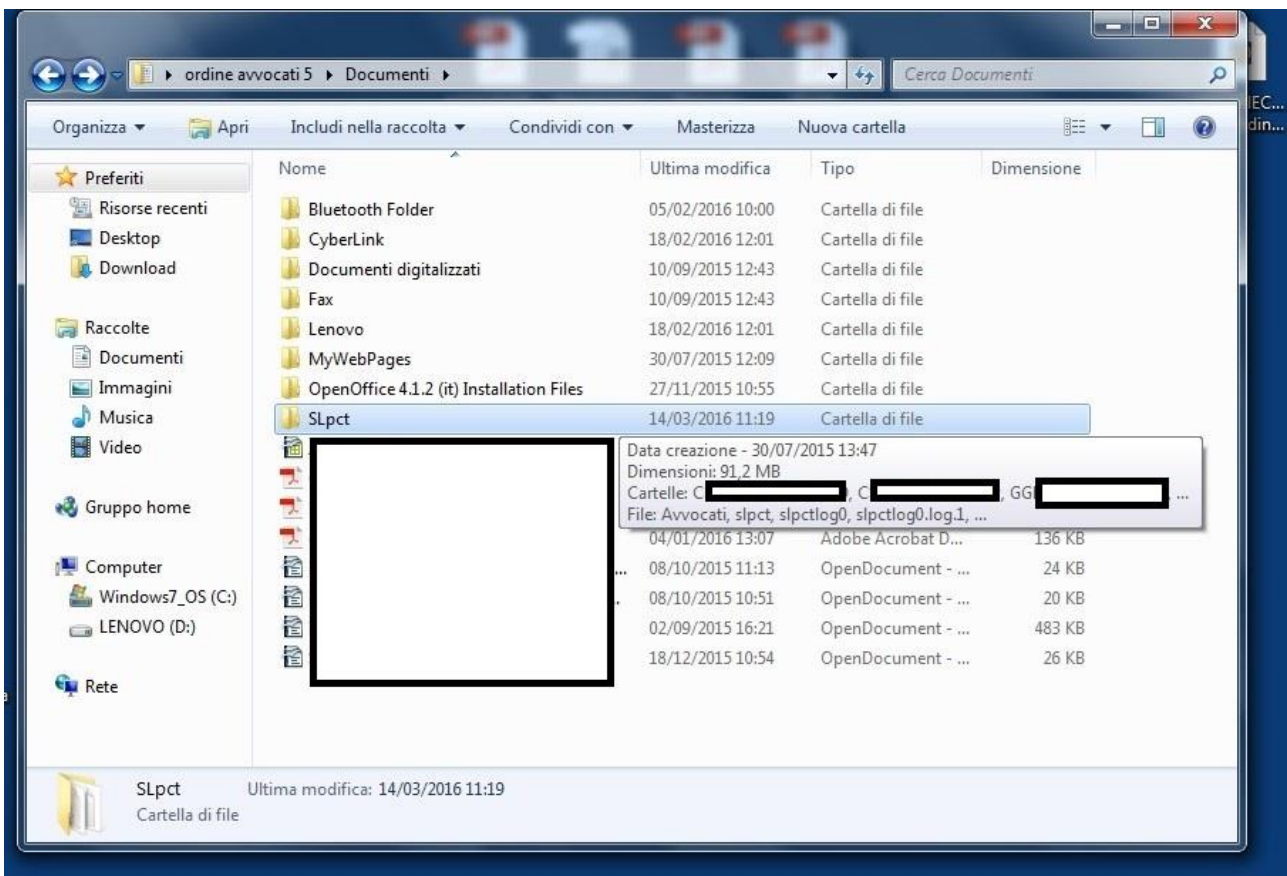 IEC...
din...
ordine avvocati 5 Documenti
Cerca Documenti
Organizza Apri Includi nella raccolta Condividi con Masterizza Nuova cartella
Preferiti
Risorse recenti
Desktop
Download
Raccolte
Documenti
Immagini
Musica
Video
Gruppo home
Computer
Windows7_OS (C:)
LENOVO (D:)
Rete
Nome Ultima modifica Tipo Dimensione
Bluetooth Folder 05/02/2016 10:00 Cartella di file
CyberLink 18/02/2016 12:01 Cartella di file
Documenti digitalizzati 10/09/2015 12:43 Cartella di file
Fax 10/09/2015 12:43 Cartella di file
Lenovo 18/02/2016 12:01 Cartella di file
MyWebPages 30/07/2015 12:09 Cartella di file
OpenOffice 4.1.2 (it) Installation Files 27/11/2015 10:55 Cartella di file
SLpct 14/03/2016 11:19 Cartella di file
Data creazione - 30/07/2015 13:47
Dimensioni: 91,2 MB
Cartelle: C , C , GGI , ...
File: Avvocati, slpct, slpctlog0, slpctlog0.log.1, ...
04/01/2016 13:07 Adobe Acrobat D... 136 KB
... 08/10/2015 11:13 OpenDocument - ... 24 KB
08/10/2015 10:51 OpenDocument - ... 20 KB
02/09/2015 16:21 OpenDocument - ... 483 KB
18/12/2015 10:54 OpenDocument - ... 26 KB
SLpct Ultima modifica: 14/03/2016 11:19
Cartella di file